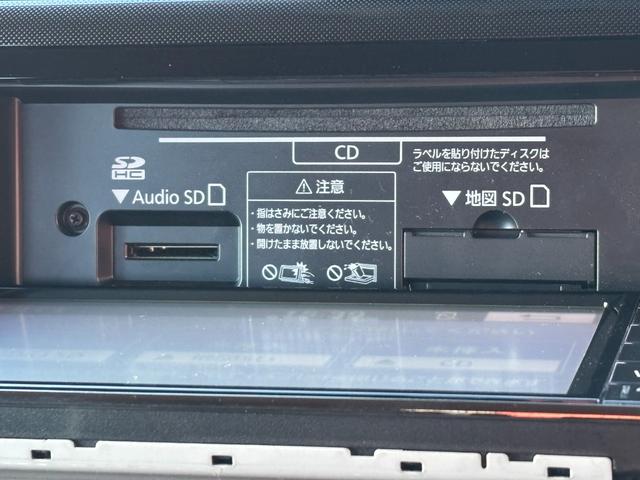 CD
ラベルを貼り付けたディスクは
ご使用にならないでください。
SD
HC
▼Audio SD
⚠注意
・指はさみにご注意ください。
・物を置かないでください。
・開けたまま放置しないでください。
▼地図 SD
CD